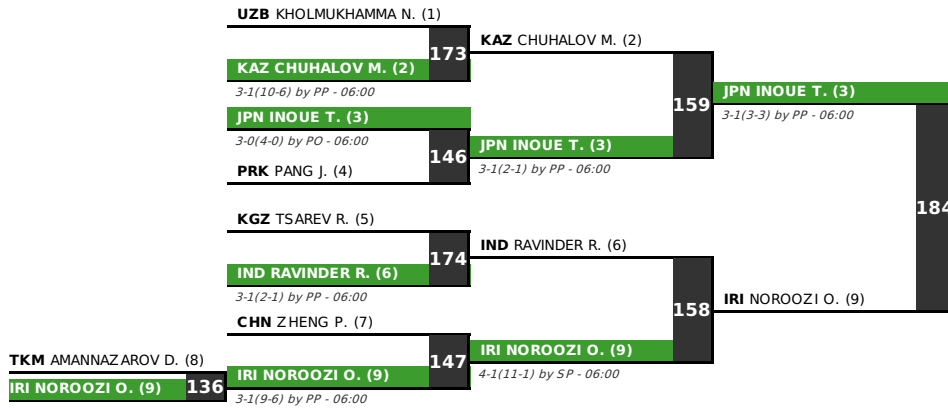 UZB KHOLMUKHAMMA N. (1)
173
KAZ CHUHALOV M. (2)
3-1(10-6) by PP - 06:00
JPN INOUE T. (3)
3-0(4-0) by PO - 06:00
146
PRK PANG J. (4)
KGZ TSAREV R. (5)
174
IND RAVINDER R. (6)
3-1(2-1) by PP - 06:00
CHN ZHENG P. (7)
147
TKM AMANNAZAROV D. (8)
IRI NOROOZI O. (9) 136
IRI NOROOZI O. (9)
3-1(9-6) by PP - 06:00
KAZ CHUHALOV M. (2)
159
JPN INOUE T. (3)
3-1(2-1) by PP - 06:00
IND RAVINDER R. (6)
158
IRI NOROOZI O. (9)
4-1(11-1) by SP - 06:00
JPN INOUE T. (3)
3-1(3-3) by PP - 06:00
184
IRI NOROOZI O. (9)